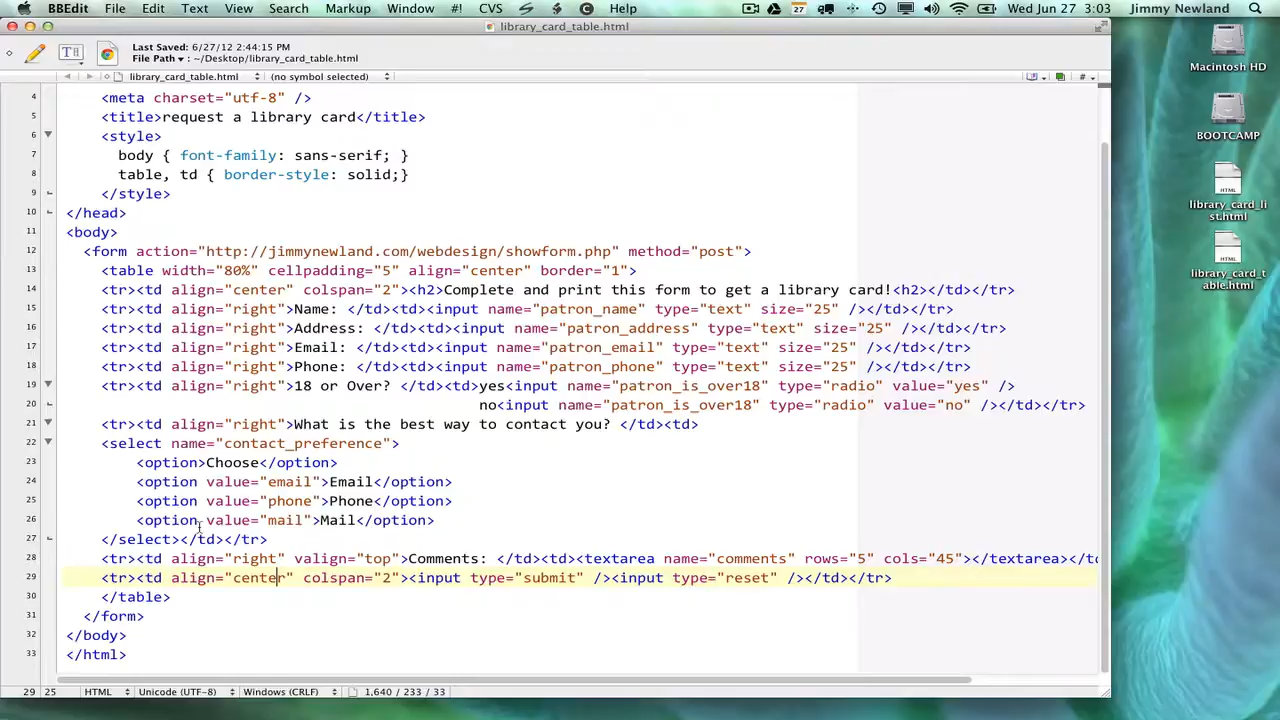 BBEdit File Edit Text View Search Markup Window #! CVS Help 27 Wed Jun 27 3:03 Jimmy Newland
library_card_table.html
Last Saved: 6/27/12 2:44:15 PM
File Path ▾ : ~/Desktop/library_card_table.html
library_card_table.html (no symbol selected) #
4 <meta charset="utf-8" />
5 <title>request a library card</title>
6 <style>
7 body { font-family: sans-serif; }
8 table, td { border-style: solid;}
9 </style>
10 </head>
11 <body>
12 <form action="http://jimmynewland.com/webdesign/showform.php" method="post">
13 <table width="80%" cellpadding="5" align="center" border="1">
14 <tr><td align="center" colspan="2"><h2>Complete and print this form to get a library card!<h2></td></tr>
15 <tr><td align="right">Name: </td><td><input name="patron_name" type="text" size="25" /></td></tr>
16 <tr><td align="right">Address: </td><td><input name="patron_address" type="text" size="25" /></td></tr>
17 <tr><td align="right">Email: </td><td><input name="patron_email" type="text" size="25" /></td></tr>
18 <tr><td align="right">Phone: </td><td><input name="patron_phone" type="text" size="25" /></td></tr>
19 <tr><td align="right">18 or Over? </td><td>yes<input name="patron_is_over18" type="radio" value="yes" />
20 no<input name="patron_is_over18" type="radio" value="no" /></td></tr>
21 <tr><td align="right">What is the best way to contact you? </td><td>
22 <select name="contact_preference">
23 <option>Choose</option>
24 <option value="email">Email</option>
25 <option value="phone">Phone</option>
26 <option value="mail">Mail</option>
27 </select></td></tr>
28 <tr><td align="right" valign="top">Comments: </td><td><textarea name="comments" rows="5" cols="45"></textarea></td
29 <tr><td align="center" colspan="2"><input type="submit" /><input type="reset" /></td></tr>
30 </table>
31 </form>
32 </body>
33 </html>
29 25 HTML Unicode (UTF-8) Windows (CRLF) 1,640 / 233 / 33
Macintosh HD
BOOTCAMP
HTML
library_card_li
st.html
HTML
library_card_t
able.html